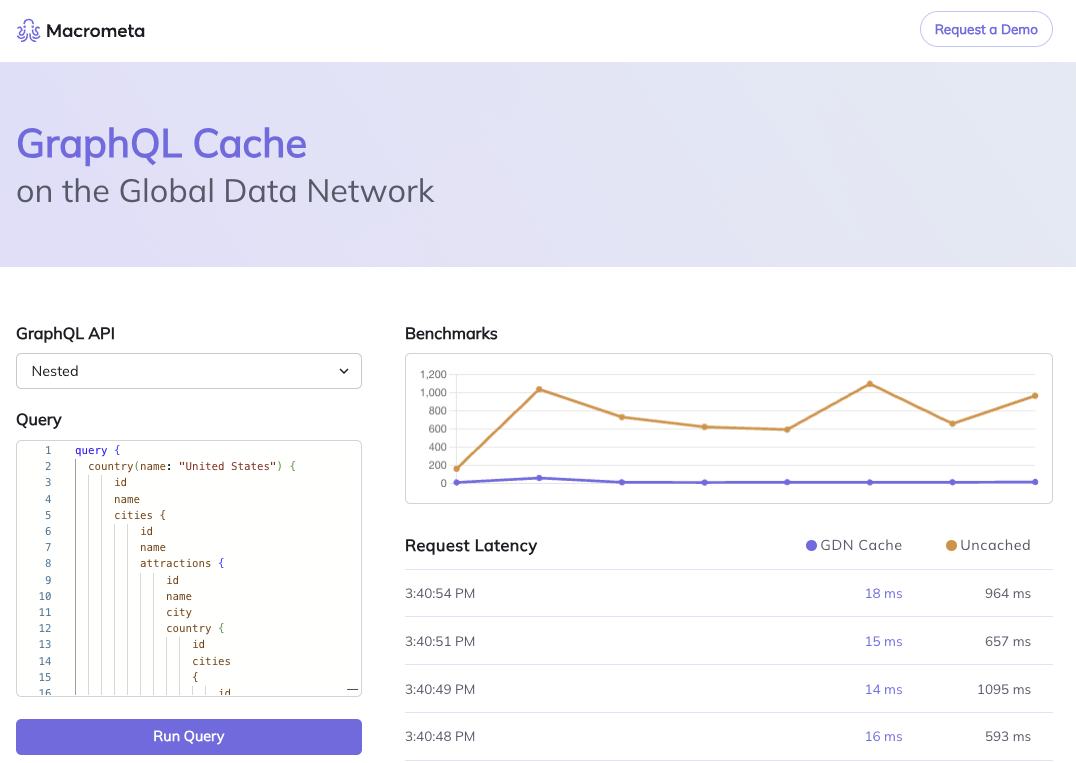 Macrometa
Request a Demo
GraphQL Cache
on the Global Data Network
GraphQL API
Nested
Query
1 query {
2 country(name: "United States") {
3 id
4 name
5 cities {
6 id
7 name
8 attractions {
9 id
10 name
11 city
12 country {
13 id
14 cities
15 {
16 id
Run Query
Benchmarks
1,200
1,000
800
600
400
200
0
Request Latency GDN Cache Uncached
3:40:54 PM 18 ms 964 ms
3:40:51 PM 15 ms 657 ms
3:40:49 PM 14 ms 1095 ms
3:40:48 PM 16 ms 593 ms